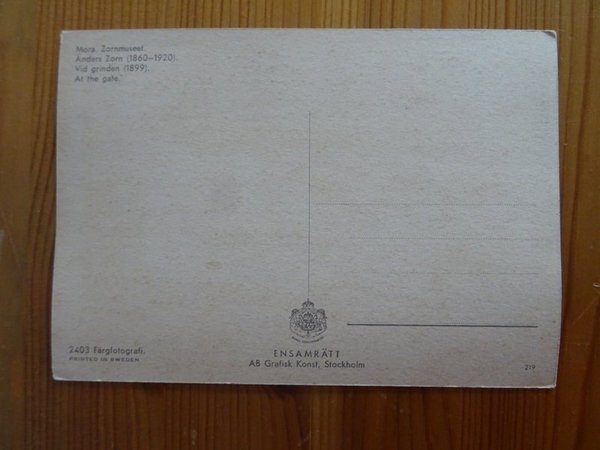 Mora. Zornmuseet.
Anders Zorn (1860—1920).
Vid grinden (1899).
At the gate.
2403 Färgfotografi.
PRINTED IN SWEDEN
ENSAMRÄTT
AB Grafisk Konst, Stockholm
219